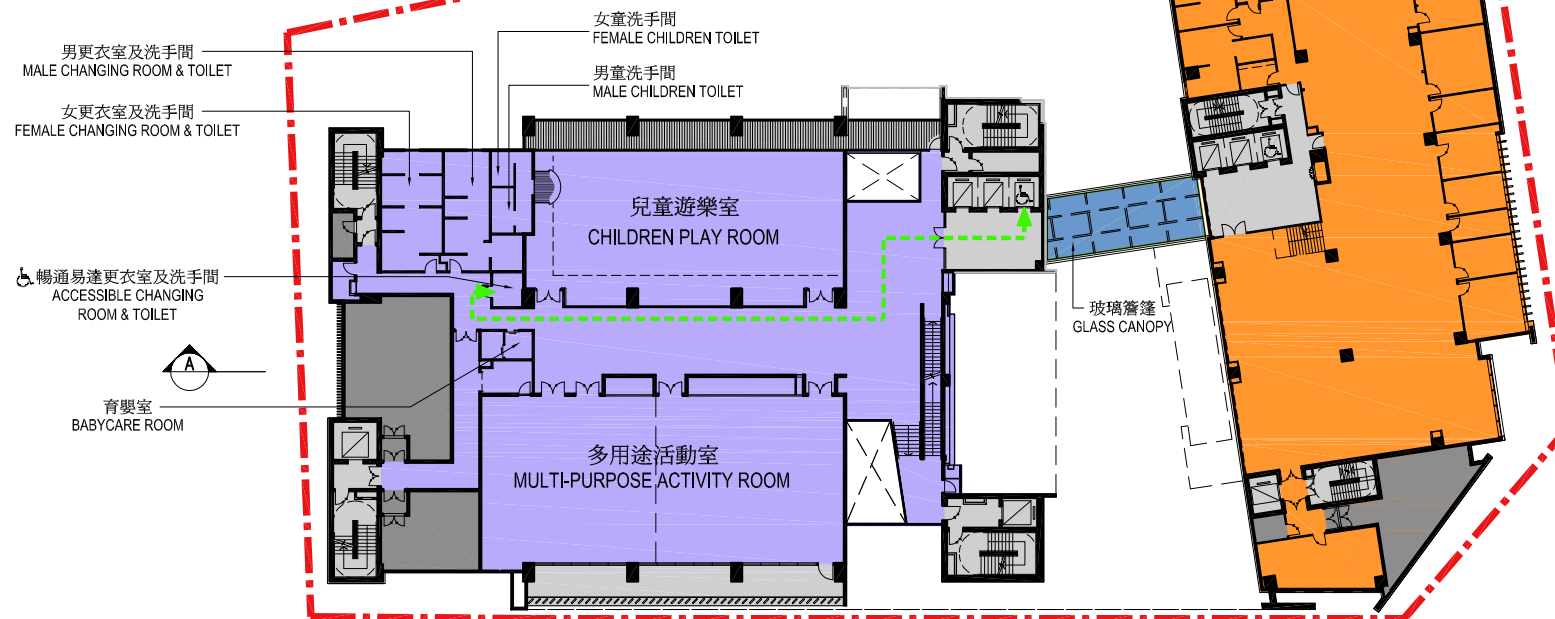 女童洗手間
FEMALE CHILDREN TOILET
男更衣室及洗手間
MALE CHANGING ROOM & TOILET
男童洗手間
MALE CHILDREN TOILET
女更衣室及洗手間
FEMALE CHANGING ROOM & TOILET
兒童遊樂室
CHILDREN PLAY ROOM
暢通易達更衣室及洗手間
ACCESSIBLE CHANGING
ROOM & TOILET
玻璃簷篷
GLASS CANOPY
A
育嬰室
BABYCARE ROOM
多用途活動室
MULTI-PURPOSE ACTIVITY ROOM